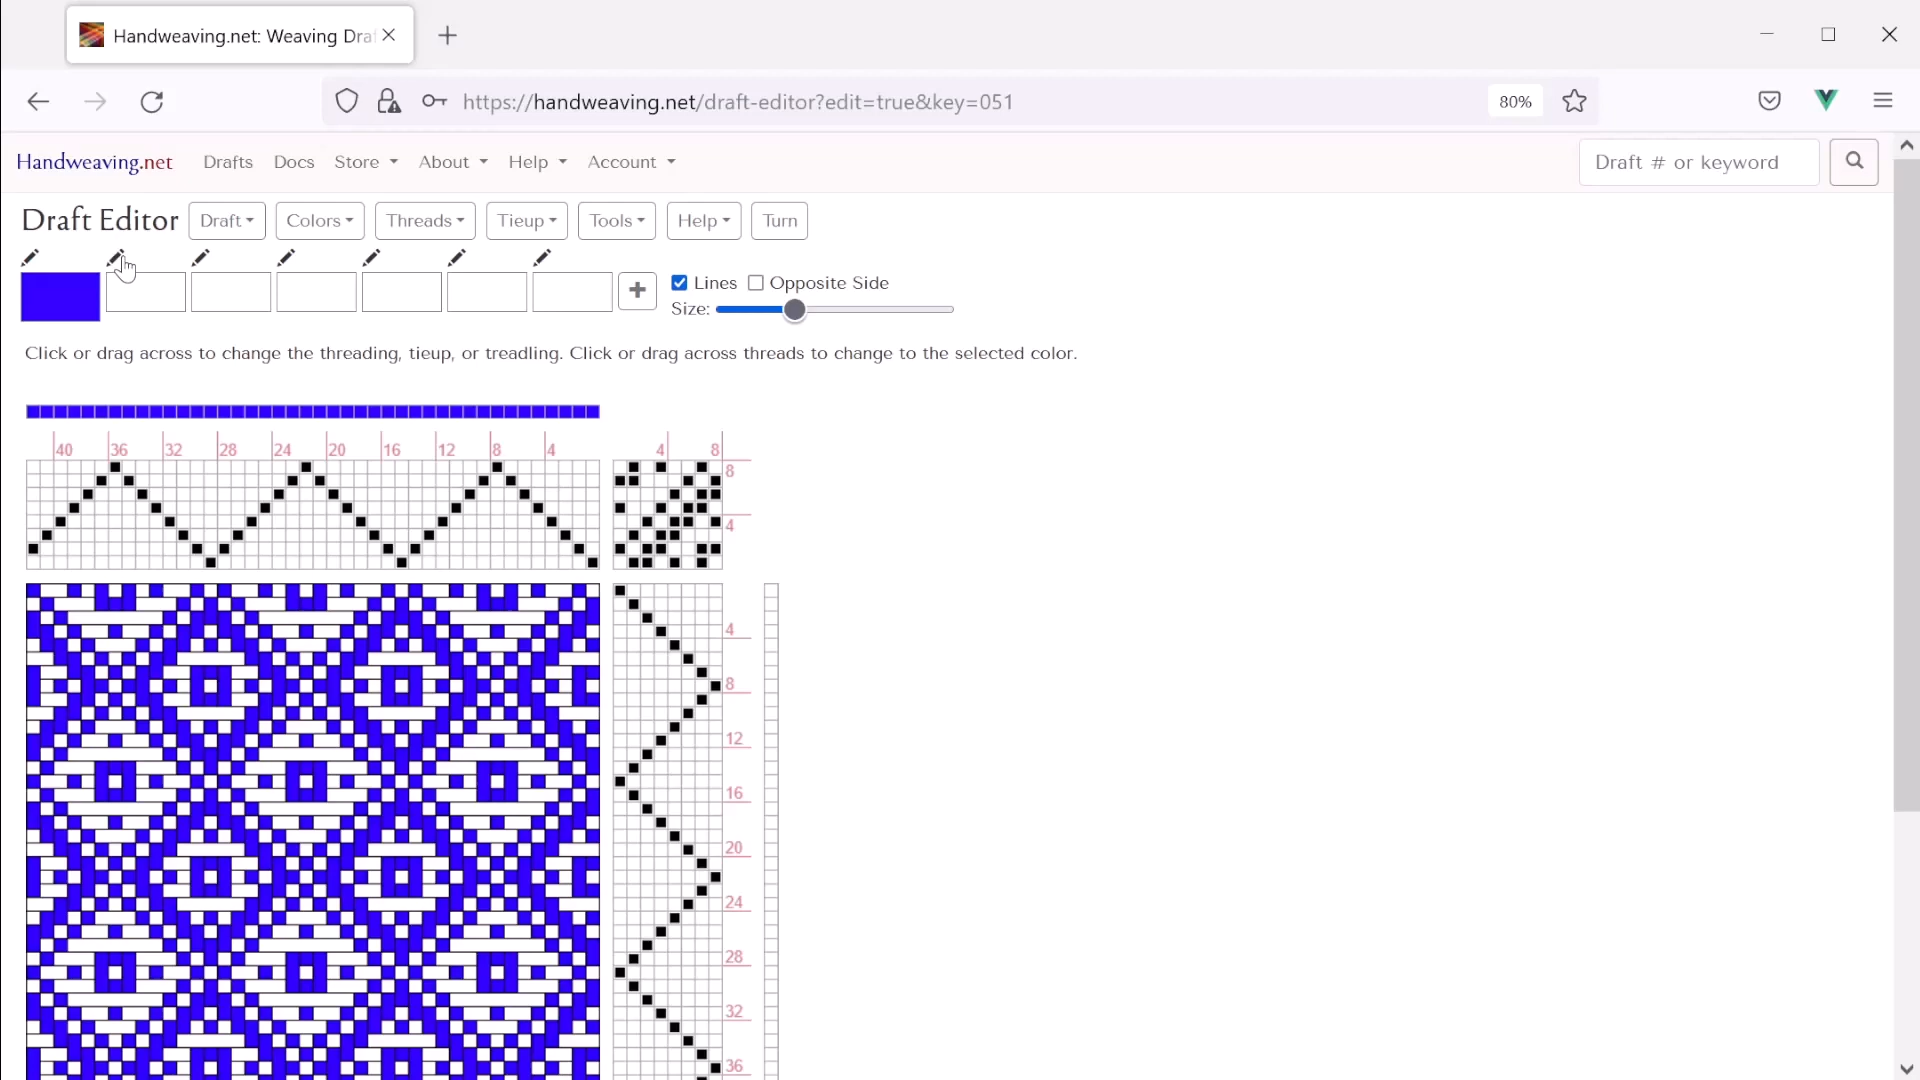 Handweaving.net: Weaving Dra
https://handweaving.net/draft-editor?edit=true&key=051
80%
Handweaving.net Drafts Docs Store About Help Account
Draft # or keyword
Draft Editor Draft Colors Threads Tieup Tools Help Turn
Lines Opposite Side
Size:
Click or drag across to change the threading, tieup, or treadling. Click or drag across threads to change to the selected color.
40 36 32 28 24 20 16 12 8 4 4 8
8
4
4
8
12
16
20
24
28
32
36